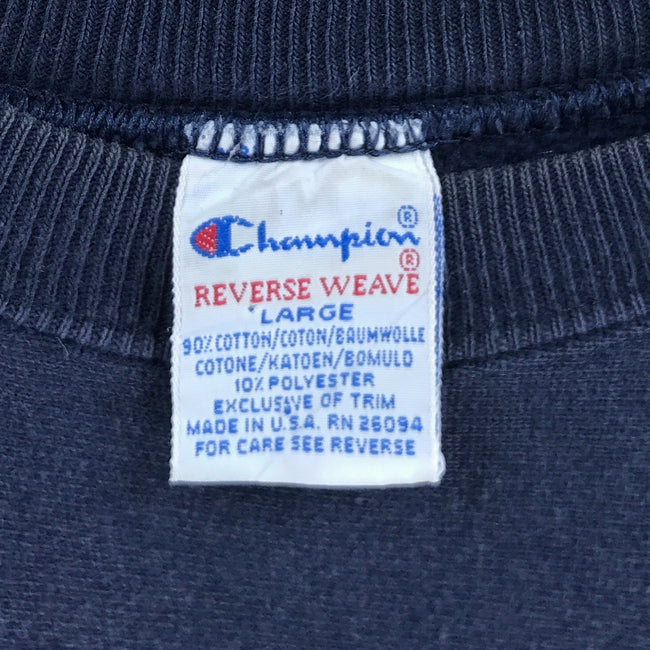 Champion®
REVERSE WEAVE®
LARGE
90% COTTON/COTON/BAUMWOLLE
COTONE/KATOEN/BOMULD
10% POLYESTER
EXCLUSIVE OF TRIM
MADE IN U.S.A. RN 26094
FOR CARE SEE REVERSE